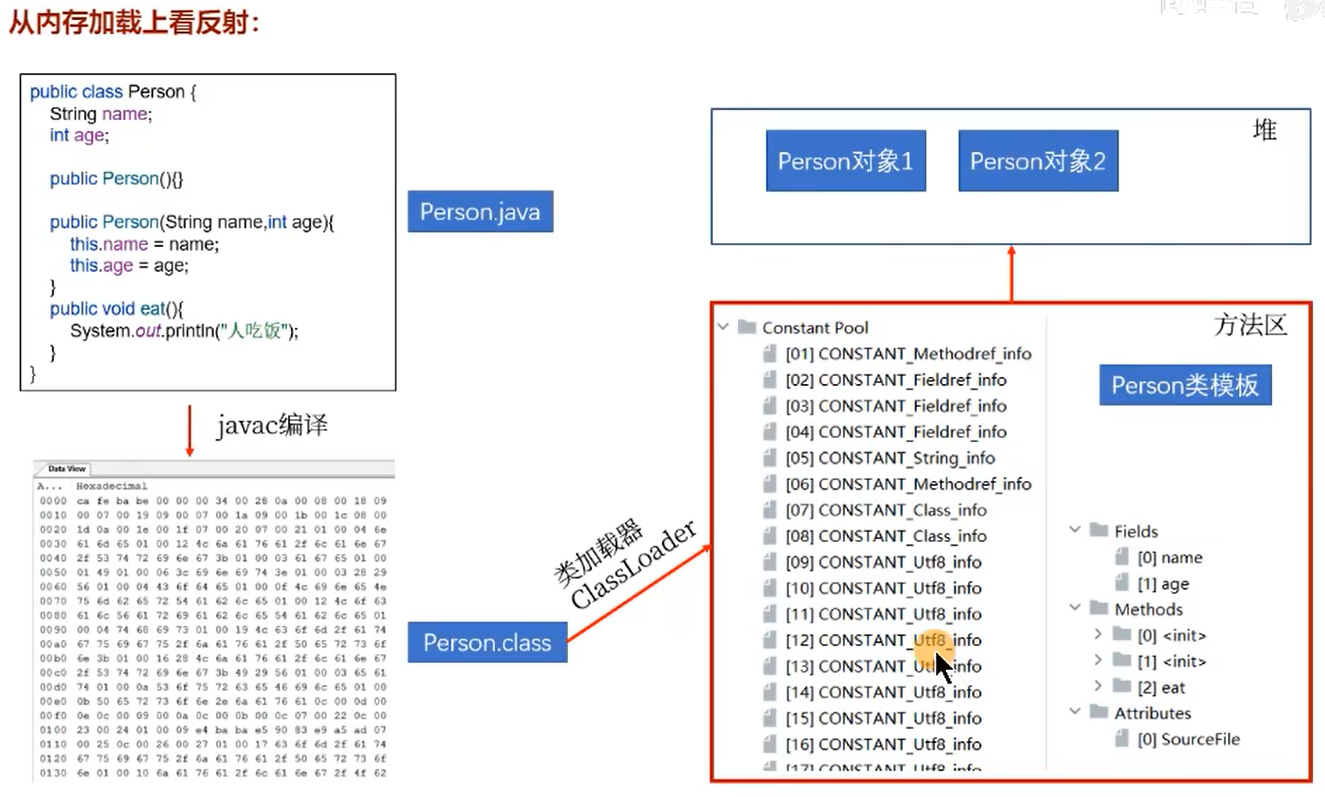 从内存加载上看反射:
public class Person {
String name;
int age;
public Person(){}
public Person(String name,int age){
this.name = name;
this.age = age;
}
public void eat(){
System.out.println("人吃饭");
}
}
Person.java
javac编译
Data View
A... Hexadecimal
0000 ca fe ba be 00 00 00 34 00 28 0a 00 08 00 18 09
0010 00 07 00 19 09 00 07 00 1a 09 00 1b 00 1c 08 00
0020 1d 0a 00 1e 00 1f 07 00 20 07 00 21 01 00 04 6e
0030 61 6d 65 01 00 12 4c 6a 61 76 61 2f 6c 61 6e 67
0040 2f 53 74 72 69 6e 67 3b 01 00 03 61 67 65 01 00
0050 01 49 01 00 06 3c 69 6e 69 74 3e 01 00 03 28 29
0060 56 01 00 04 43 6f 64 65 01 00 0f 4c 69 6e 65 4e
0070 75 6d 62 65 72 54 61 62 6c 65 01 00 12 4c 6f 63
0080 61 6c 56 61 72 69 61 62 6c 65 54 61 62 6c 65 01
0090 00 04 74 68 69 73 01 00 19 4c 63 6f 6d 2f 61 74
00a0 67 75 69 67 75 2f 6a 61 76 61 2f 50 65 72 73 6f
00b0 6e 3b 01 00 16 28 4c 6a 61 76 61 2f 6c 61 6e 67
00c0 2f 53 74 72 69 6e 67 3b 49 29 56 01 00 03 65 61
00d0 74 01 00 0a 53 6f 75 72 63 65 46 69 6c 65 01 00
00e0 0b 50 65 72 73 6f 6e 2e 6a 61 76 61 0c 00 0d 00
00f0 0e 0c 00 09 00 0a 0c 00 0b 00 0c 07 00 22 0c 00
0100 23 00 24 01 00 09 e4 ba ba e5 90 83 e9 a5 ad 07
0110 00 25 0c 00 26 00 27 01 00 17 63 6f 6d 2f 61 74
0120 67 75 69 67 75 2f 6a 61 76 61 2f 50 65 72 73 6f
0130 6e 01 00 10 6a 61 76 61 2f 6c 61 6e 67 2f 4f 62
Person.class
类加载器
ClassLoader
堆
Person对象1
Person对象2
方法区
Constant Pool
[01] CONSTANT_Methodref_info
[02] CONSTANT_Fieldref_info
[03] CONSTANT_Fieldref_info
[04] CONSTANT_Fieldref_info
[05] CONSTANT_String_info
[06] CONSTANT_Methodref_info
[07] CONSTANT_Class_info
[08] CONSTANT_Class_info
[09] CONSTANT_Utf8_info
[10] CONSTANT_Utf8_info
[11] CONSTANT_Utf8_info
[12] CONSTANT_Utf8_info
[13] CONSTANT_Utf8_info
[14] CONSTANT_Utf8_info
[15] CONSTANT_Utf8_info
[16] CONSTANT_Utf8_info
[17] CONSTANT_Utf8_info
Person类模板
Fields
[0] name
[1] age
Methods
[0] <init>
[1] <init>
[2] eat
Attributes
[0] SourceFile